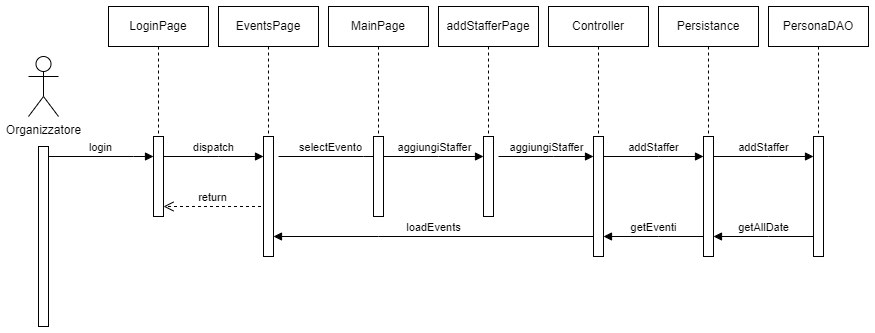 LoginPage
EventsPage
MainPage
addStafferPage
Controller
Persistance
PersonaDAO
Organizzatore
login
dispatch
selectEvento
aggiungiStaffer
aggiungiStaffer
addStaffer
addStaffer
return
loadEvents
getEventi
getAllDate